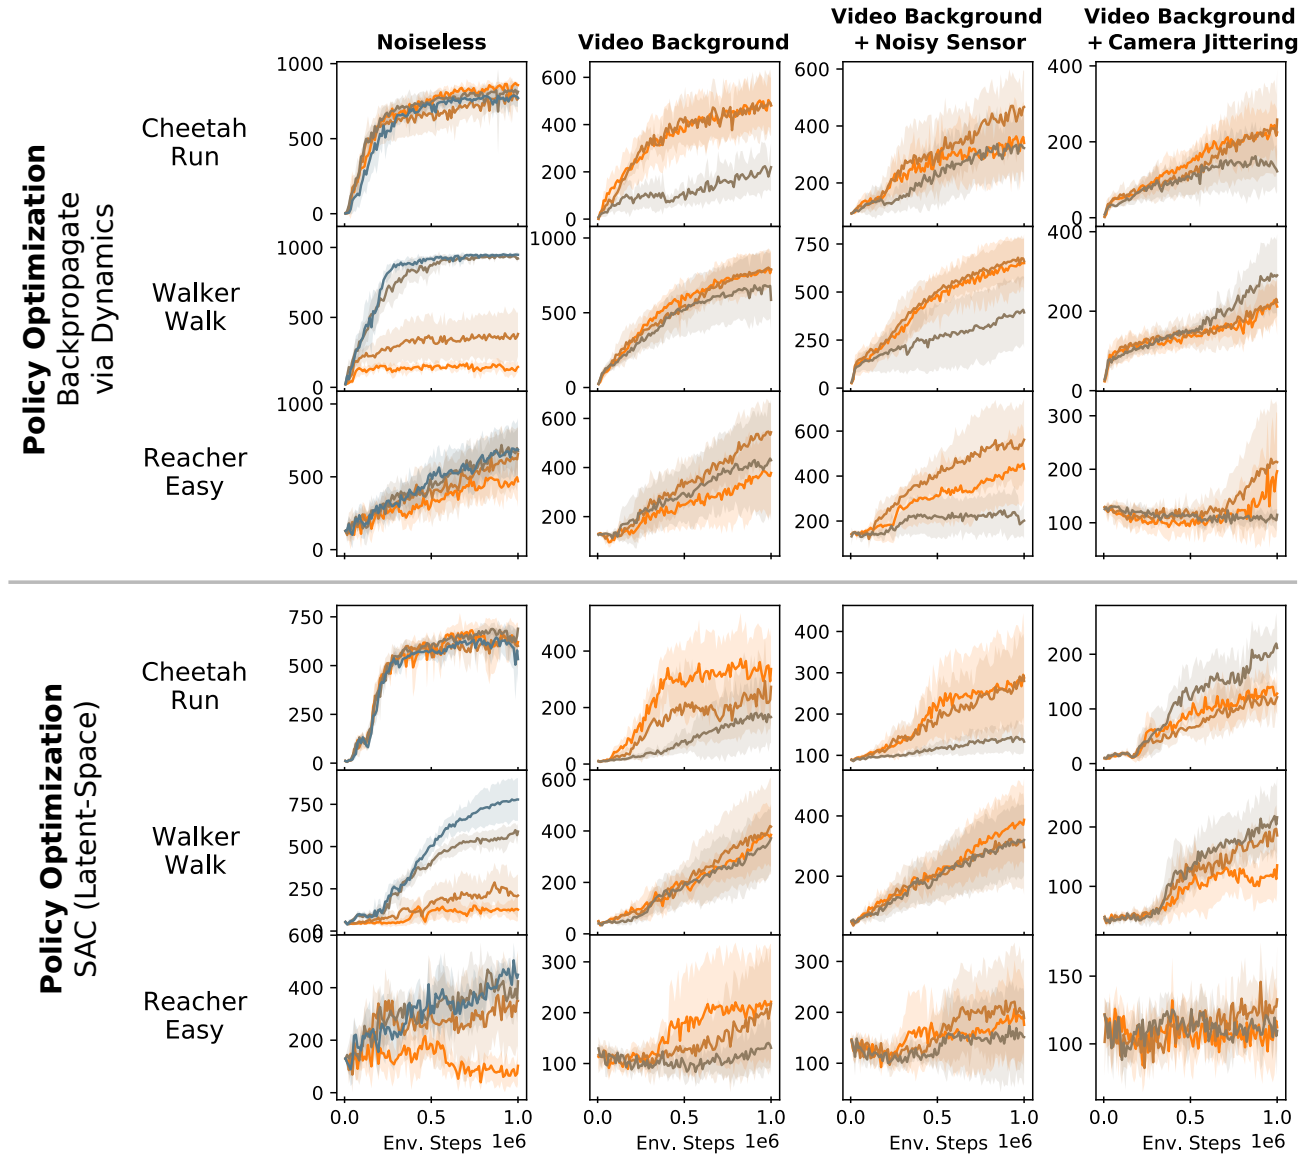 Noiseless
Video Background
Video Background
+ Noisy Sensor
Video Background
+ Camera Jittering
Policy Optimization
Backpropagate
via Dynamics
Cheetah
Run
1000
500
0
600
400
200
0
600
400
200
400
200
0
Walker
Walk
1000
500
0
1000
500
0
750
500
250
0
400
200
0
Reacher
Easy
1000
500
0
600
400
200
600
400
200
300
200
100
Policy Optimization
SAC (Latent-Space)
Cheetah
Run
750
500
250
0
400
200
0
400
300
200
100
200
100
0
Walker
Walk
750
500
250
0
600
400
200
0
400
200
200
100
Reacher
Easy
600
400
200
0
300
200
100
300
200
100
150
125
100
0.0 0.5 1.0
Env. Steps 1e6
0.0 0.5 1.0
Env. Steps 1e6
0.0 0.5 1.0
Env. Steps 1e6
0.0 0.5 1.0
Env. Steps 1e6